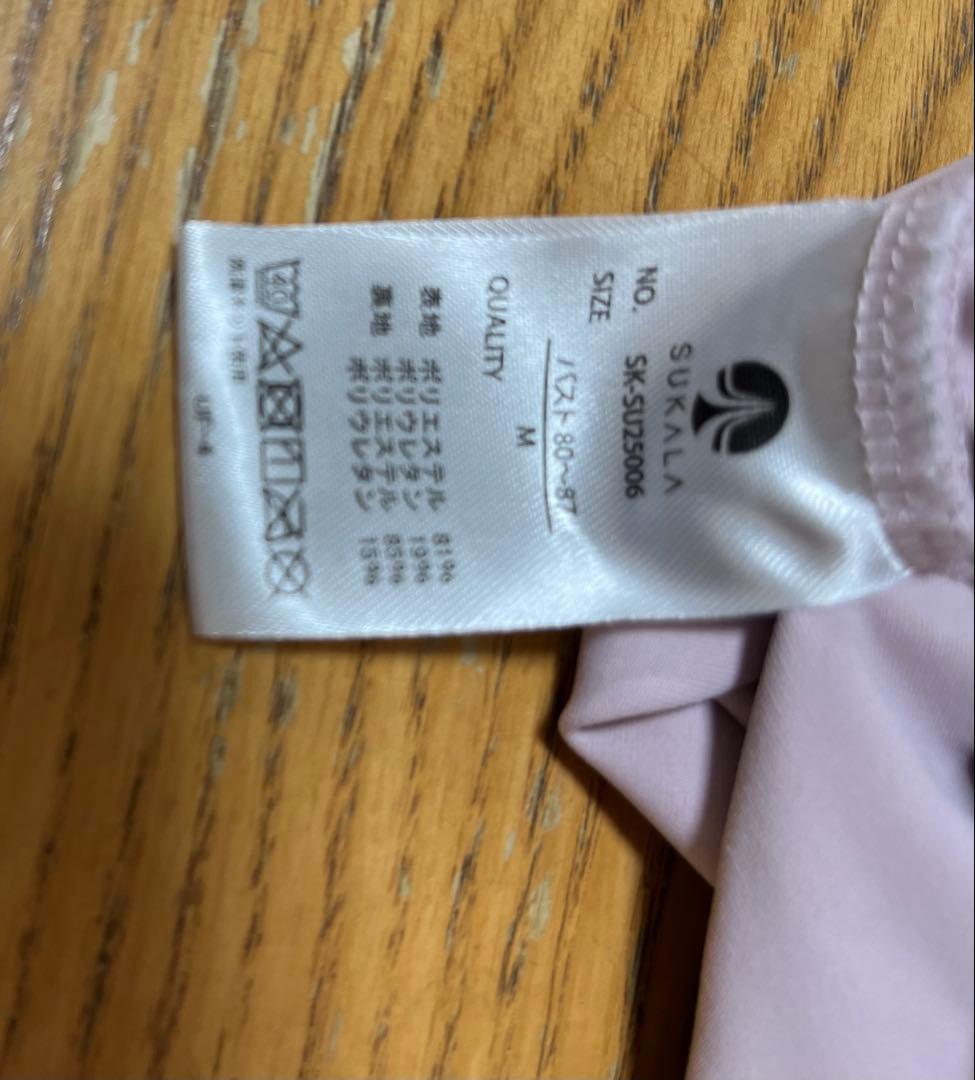 SUKALA
NO. SK-SU25006
SIZE バスト80~87
M
QUALITY
表地 ポリエステル 81%
ポリウレタン 19%
裏地 ポリエステル 85%
ポリウレタン 15%
40